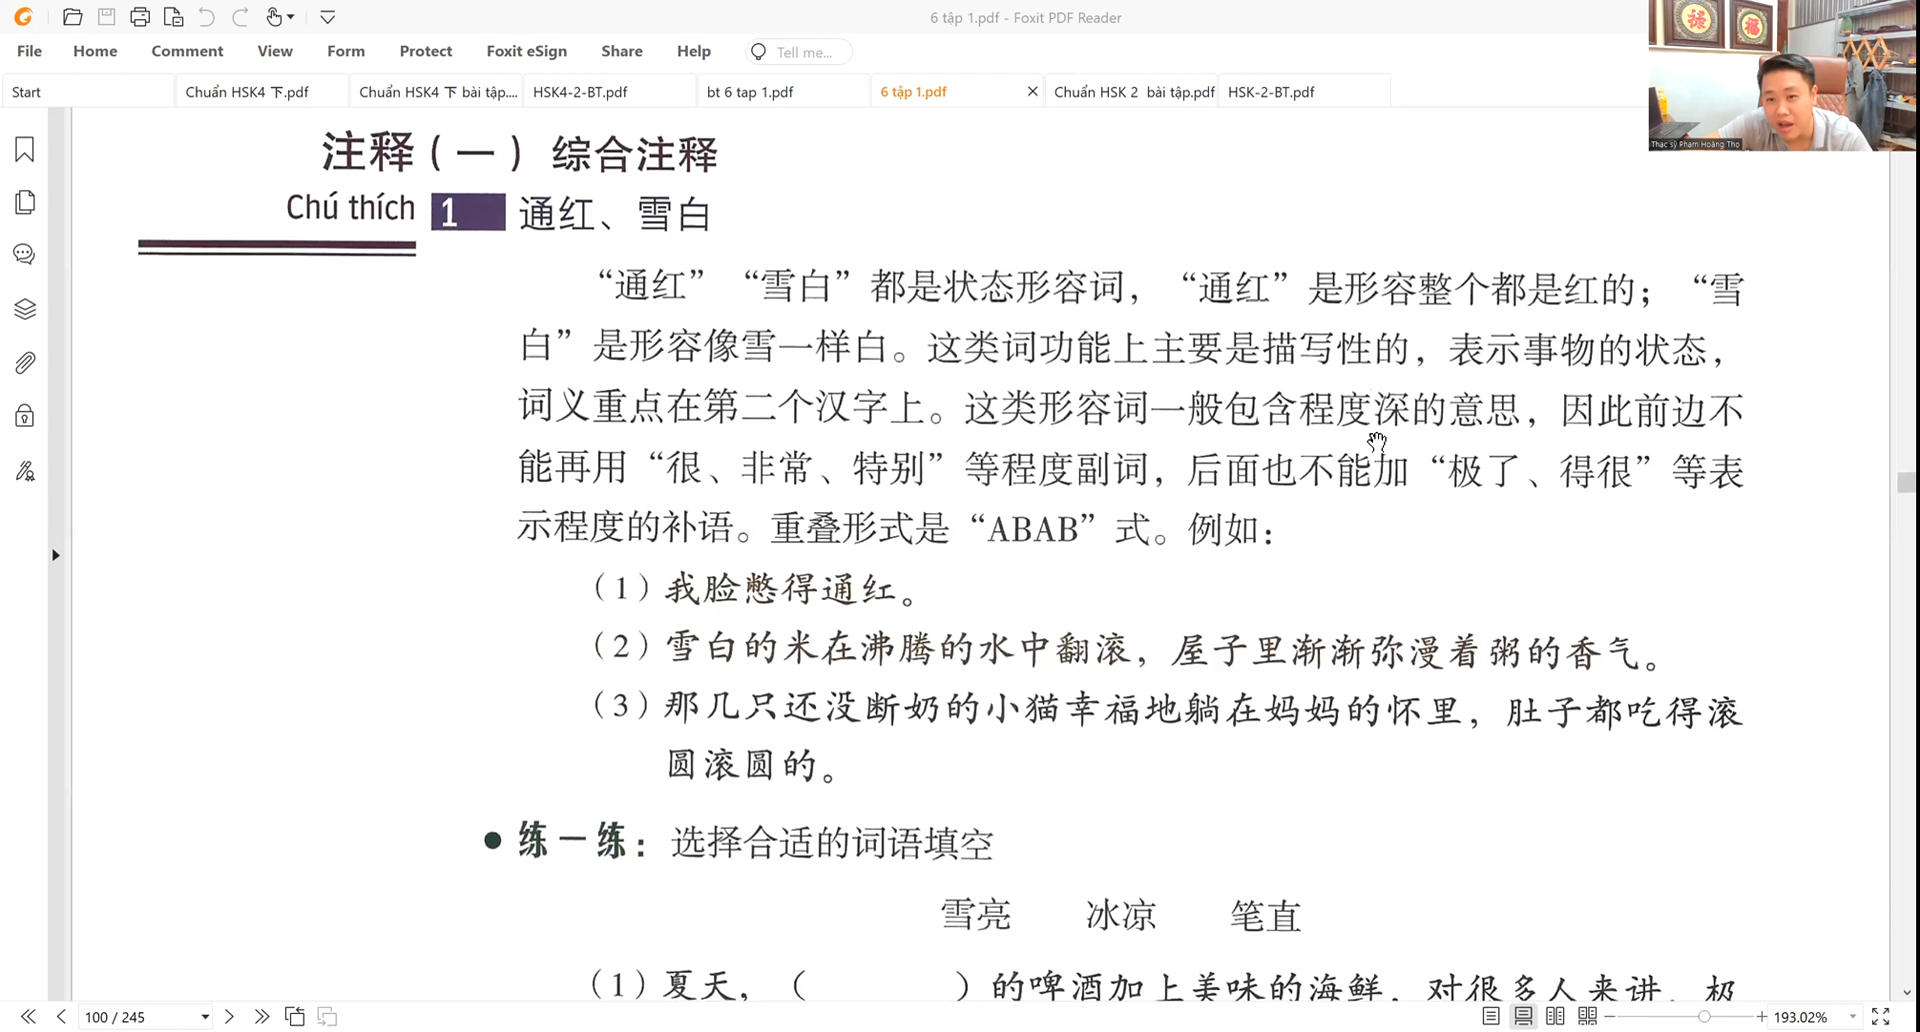 6 tập 1.pdf - Foxit PDF Reader
File Home Comment View Form Protect Foxit eSign Share Help Tell me...
Start Chuẩn HSK4 下.pdf Chuẩn HSK4 下 bài tập.... HSK4-2-BT.pdf bt 6 tap 1.pdf 6 tập 1.pdf Chuẩn HSK 2 bài tập.pdf HSK-2-BT.pdf
禄 福
Thạc sỹ Phạm Hoàng Thọ
注释(一) 综合注释
Chú thích 1 通红、雪白
“通红”“雪白”都是状态形容词，“通红”是形容整个都是红的；“雪
白”是形容像雪一样白。这类词功能上主要是描写性的，表示事物的状态，
词义重点在第二个汉字上。这类形容词一般包含程度深的意思，因此前边不
能再用“很、非常、特别”等程度副词，后面也不能加“极了、得很”等表
示程度的补语。重叠形式是“ABAB”式。例如：
（1）我脸憋得通红。
（2）雪白的米在沸腾的水中翻滚，屋子里渐渐弥漫着粥的香气。
（3）那几只还没断奶的小猫幸福地躺在妈妈的怀里，肚子都吃得滚
圆滚圆的。
● 练一练：选择合适的词语填空
雪亮 冰凉 笔直
（1）夏天，（ ）的啤酒加上美味的海鲜，对很多人来讲，极
100 / 245
193.02%